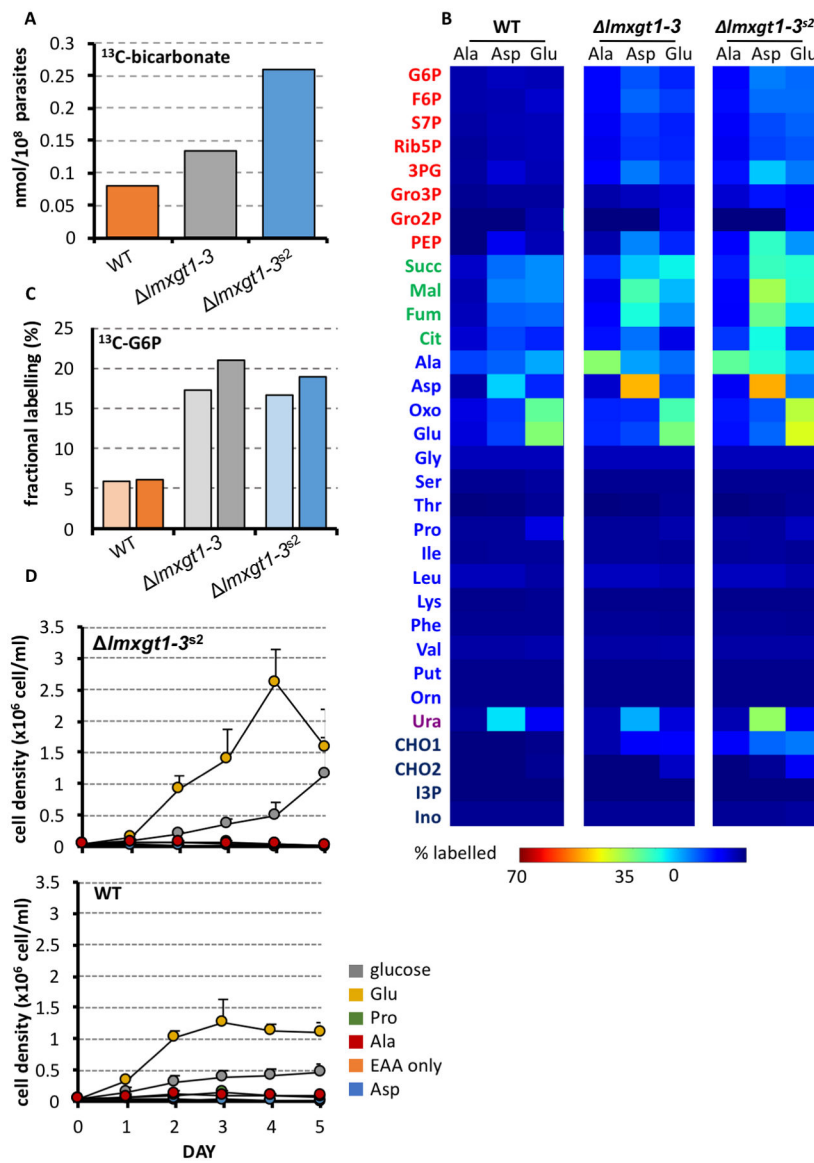 A
¹³C-bicarbonate
nmol/10⁸ parasites
0.3
0.25
0.2
0.15
0.1
0.05
0
WT
Δlmxgt1-3
Δlmxgt1-3ˢ²
B
WT
Δlmxgt1-3
Δlmxgt1-3ˢ²
Ala Asp Glu
Ala Asp Glu
Ala Asp Glu
G6P
F6P
S7P
Rib5P
3PG
Gro3P
Gro2P
PEP
Succ
Mal
Fum
Cit
Ala
Asp
Oxo
Glu
Gly
Ser
Thr
Pro
Ile
Leu
Lys
Phe
Val
Put
Orn
Ura
CHO1
CHO2
I3P
Ino
% labelled
70 35 0
C
¹³C-G6P
fractional labelling (%)
25
20
15
10
5
0
WT
Δlmxgt1-3
Δlmxgt1-3ˢ²
D
Δlmxgt1-3ˢ²
cell density (x10⁶ cell/ml)
3.5
3
2.5
2
1.5
1
0.5
0
WT
cell density (x10⁶ cell/ml)
3.5
3
2.5
2
1.5
1
0.5
0
0 1 2 3 4 5
DAY
glucose
Glu
Pro
Ala
EAA only
Asp